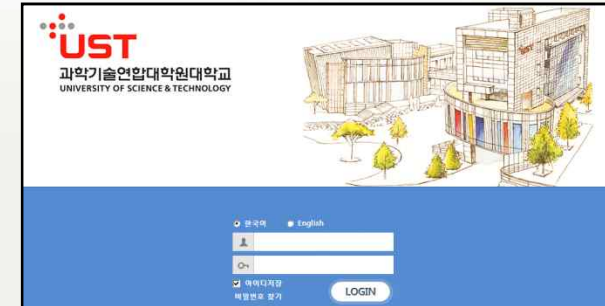 UST
과학기술연합대학원대학교
UNIVERSITY OF SCIENCE & TECHNOLOGY
UST
한국어 English
아이디저장
비밀번호 찾기
LOGIN